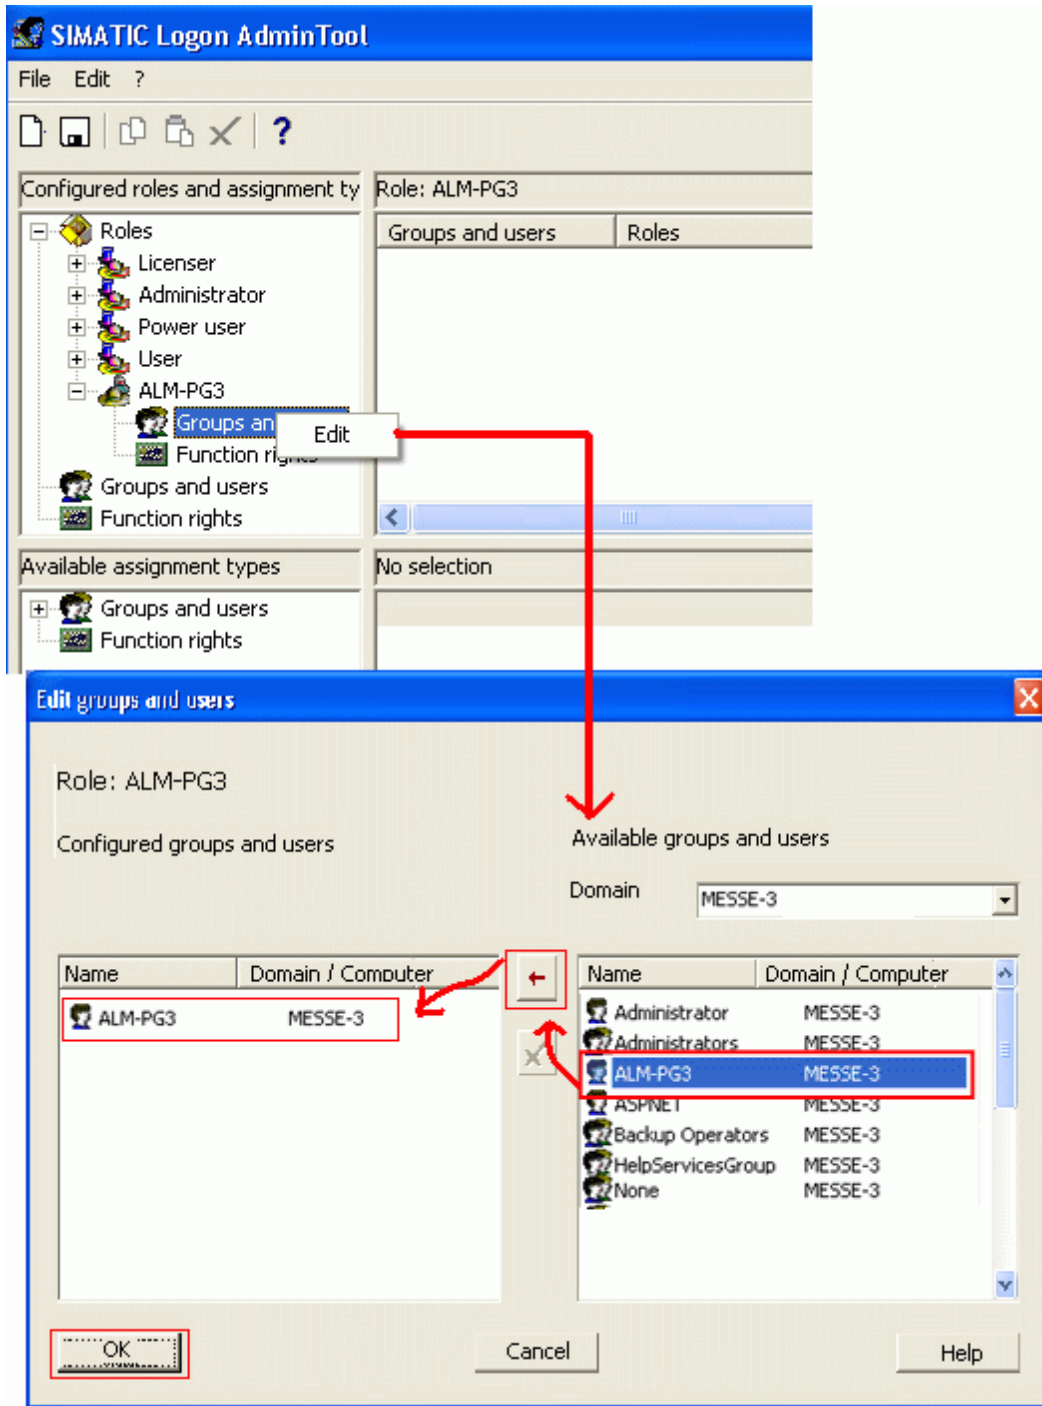 SIMATIC Logon AdminTool
File Edit ?
?
Configured roles and assignment ty
Role: ALM-PG3
Roles
Licenser
Administrator
Power user
User
ALM-PG3
Groups an
Edit
Function
Groups and users
Function rights
Groups and users
Roles
Available assignment types
No selection
Groups and users
Function rights
Edit groups and users
Role: ALM-PG3
Configured groups and users
Available groups and users
Domain
MESSE-3
Name Domain / Computer
ALM-PG3 MESSE-3
Name Domain / Computer
Administrator MESSE-3
Administrators MESSE-3
ALM-PG3 MESSE-3
ASPNET MESSE-3
Backup Operators MESSE-3
HelpServicesGroup MESSE-3
None MESSE-3
OK
Cancel
Help